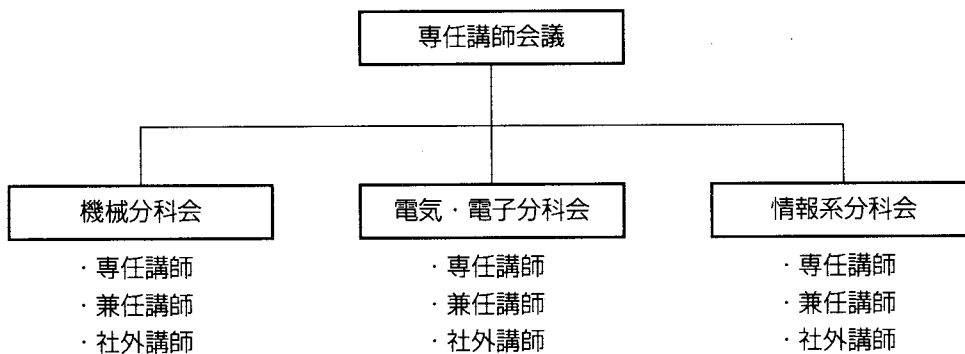 専任講師会議
機械分科会
・専任講師
・兼任講師
・社外講師
電気・電子分科会
・専任講師
・兼任講師
・社外講師
情報系分科会
・専任講師
・兼任講師
・社外講師